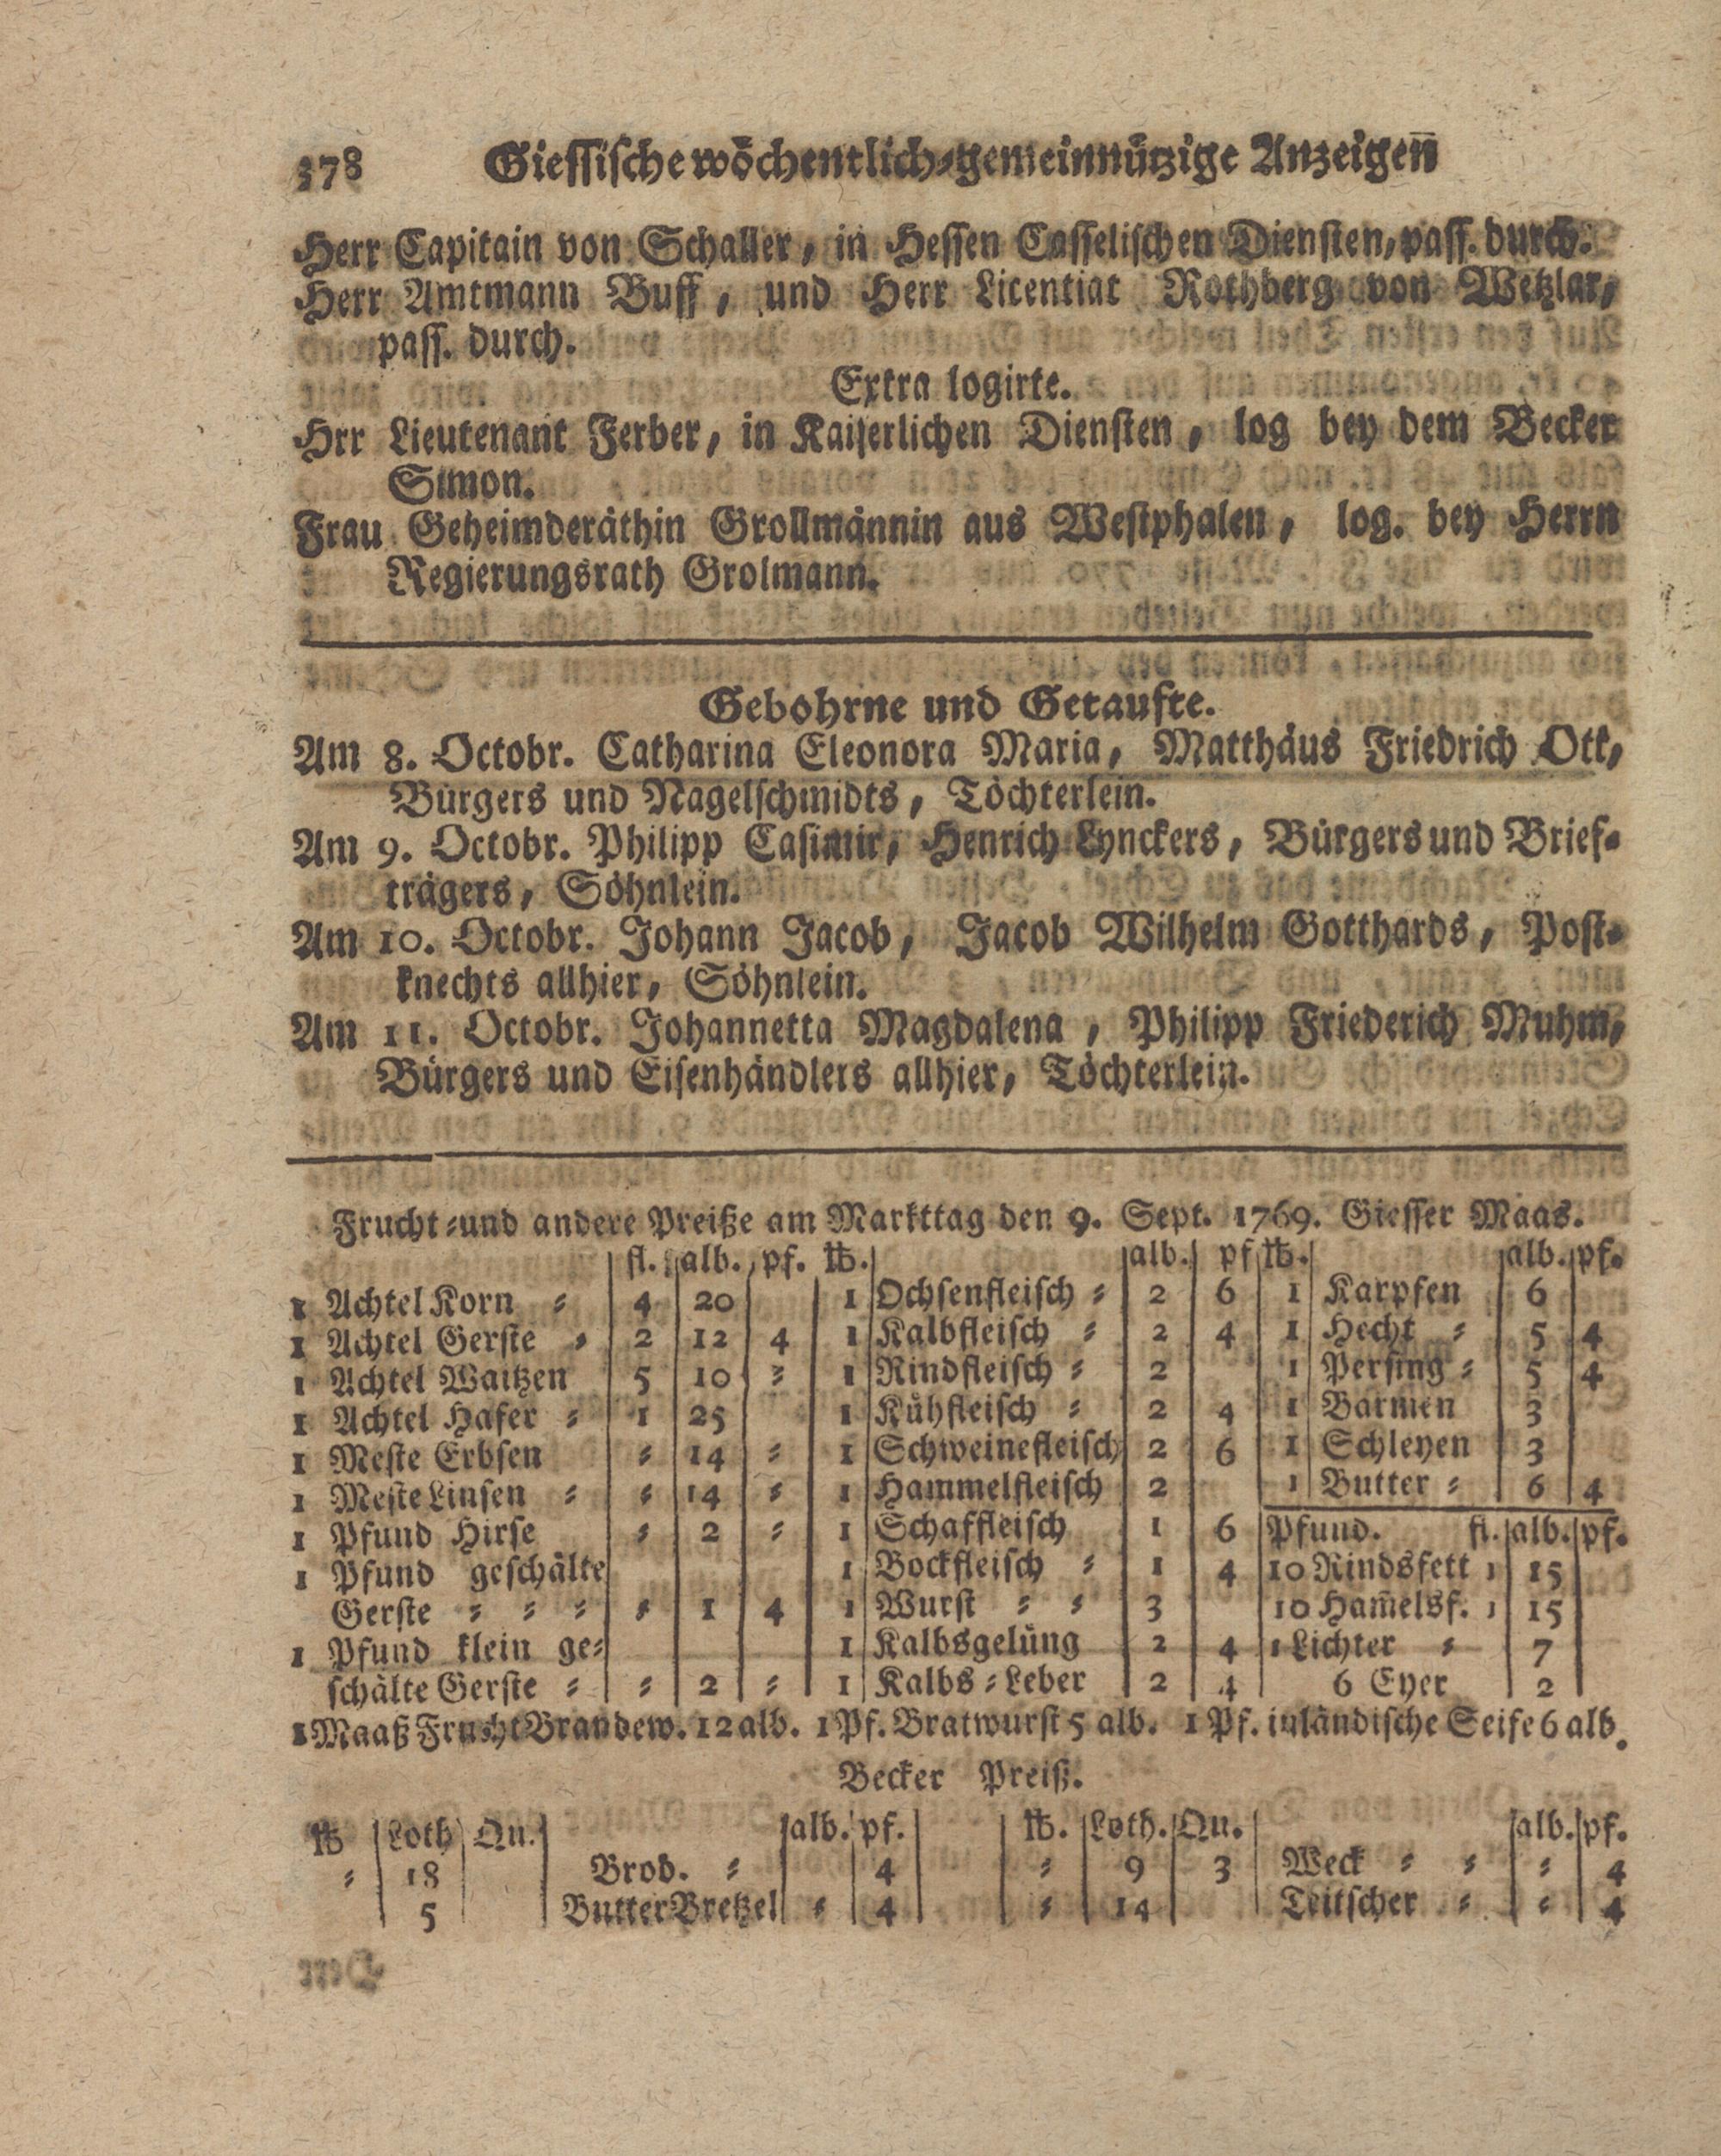 378 Giessische wöchentlich-gemeinnützige Anzeigen
Herr Capitain von Schaller, in Hessen Casselischen Diensten, pass. durch.
Herr Amtmann Buff, und Herr Licentiat Rothberg von Wetzlar,
pass. durch.
Extra logirte.
Hrr Lieutenant Ferber, in Kaiserlichen Diensten, log bey dem Becker
Simon.
Frau Geheimderäthin Grollmännin aus Westphalen, log. bey Herrn
Regierungsrath Grolmann.
Gebohrne und Getaufte.
Am 8. Octobr. Catharina Eleonora Maria, Matthäus Friedrich Ott,
Bürgers und Nagelschmidts, Töchterlein.
Am 9. Octobr. Philipp Casimir, Henrich Lynckers, Bürgers und Brief-
trägers, Söhnlein.
Am 10. Octobr. Johann Jacob, Jacob Wilhelm Gotthards, Post-
knechts allhier, Söhnlein.
Am 11. Octobr. Johannetta Magdalena, Philipp Friederich Muhm,
Bürgers und Eisenhändlers allhier, Töchterlein.
Frucht- und andere Preiße am Markttag den 9. Sept. 1769. Giesser Maas.
fl. alb. pf. ℔. alb. pf ℔. alb. pf.
1 Achtel Korn = 4 20 1 Ochsenfleisch = 2 6 1 Karpfen 6
1 Achtel Gerste = 2 12 4 1 Kalbfleisch = 2 4 1 Hecht = 5 4
1 Achtel Waitzen 5 10 = 1 Rindfleisch = 2 1 Persing = 5 4
1 Achtel Hafer = 1 25 1 Kühfleisch = 2 4 1 Barmen 3
1 Meste Erbsen = 14 = 1 Schweinefleisch 2 6 1 Schleyen 3
1 Meste Linsen = = 14 = 1 Hammelfleisch 2 1 Butter = 6 4
1 Pfund Hirse = 2 = 1 Schaffleisch 1 6 Pfund. fl. alb. pf.
1 Pfund geschälte 1 Bockfleisch = 1 4 10 Rindsfett 1 15
Gerste = = = = 1 4 1 Wurst = = 3 10 Ham̄elsf. 1 15
1 Pfund klein ge= 1 Kalbsgelüng 2 4 1 Lichter = 7
schälte Gerste = = 2 = 1 Kalbs=Leber 2 4 6 Eyer 2
1 Maaß Frucht Brandew. 12 alb. 1 Pf. Bratwurst 5 alb. 1 Pf. inländische Seife 6 alb.
Becker Preiß.
℔ Loth Qu. alb. pf. ℔. Loth. Qu. alb. pf.
= 18 Brod. = 4 = 9 3 Weck = = = 4
5 Butter Bretzel = 4 = 14 Teitscher = = 4